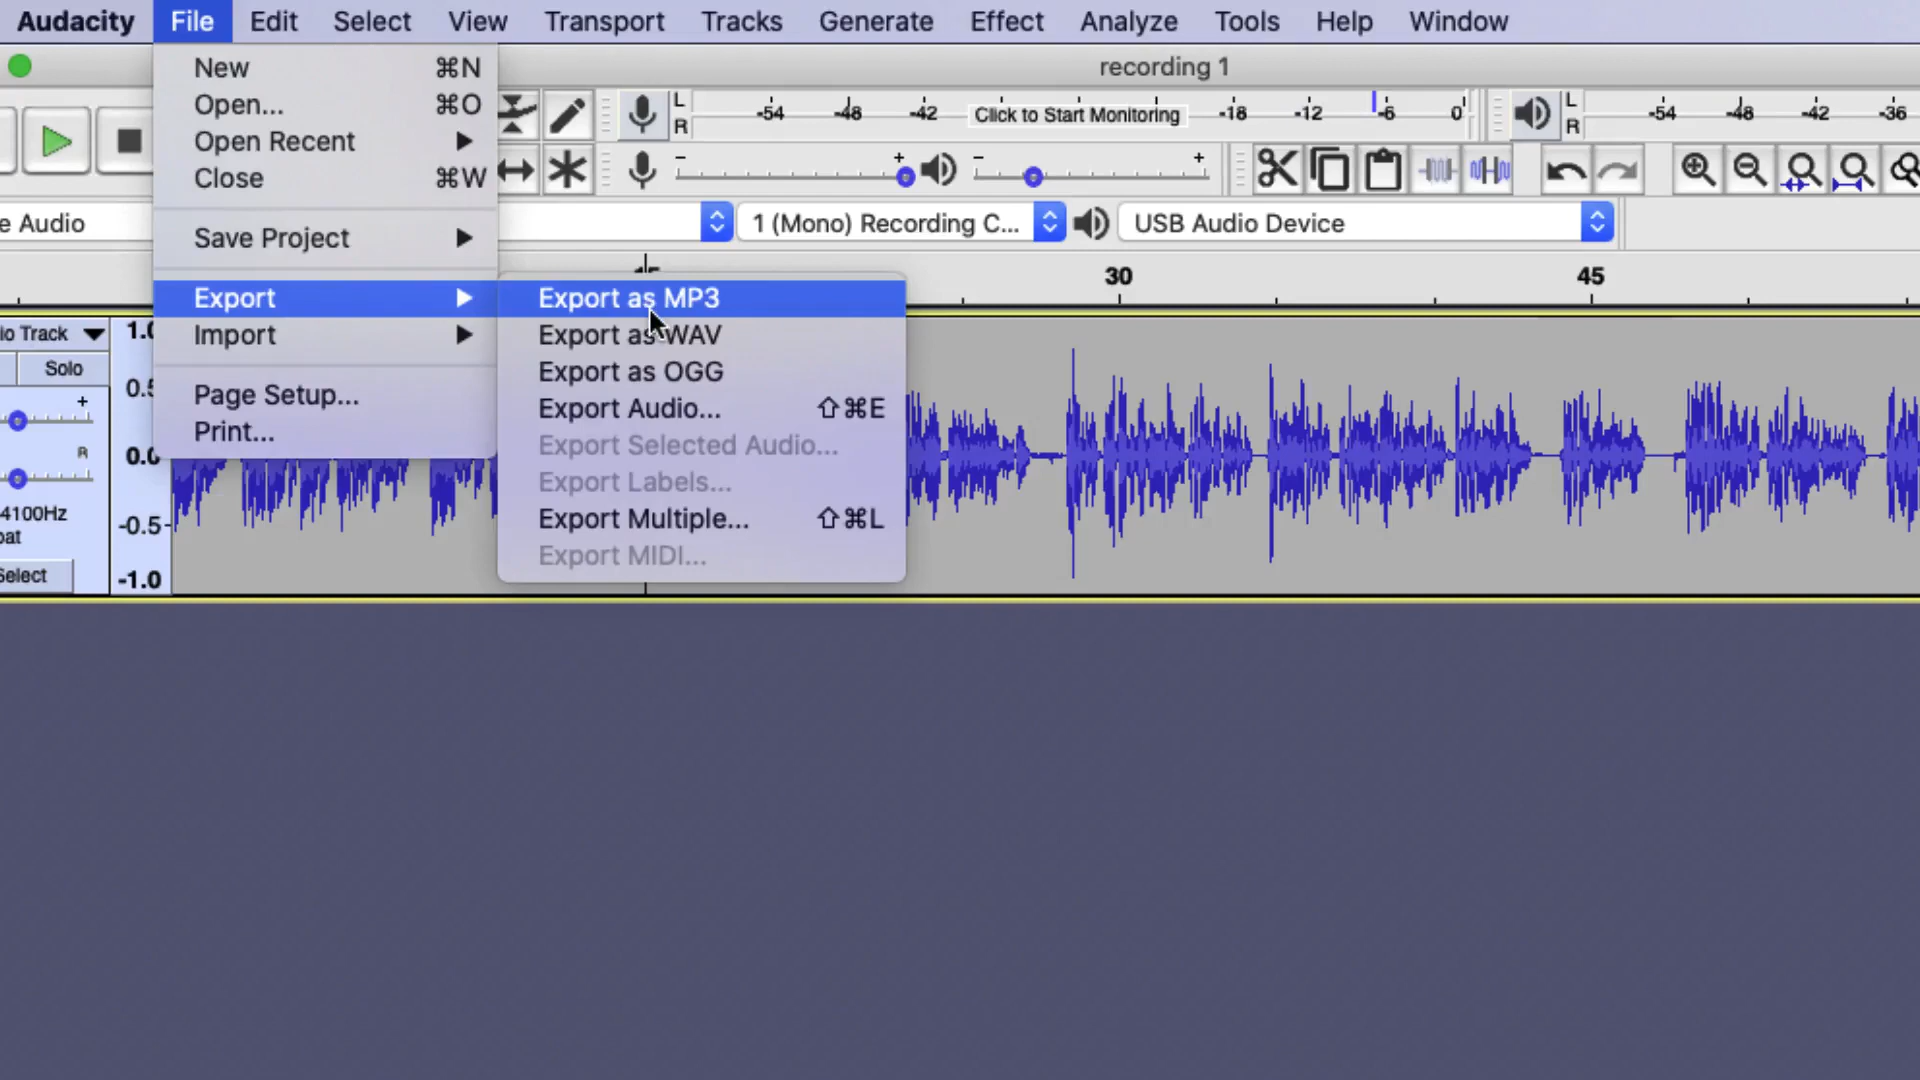 Audacity File Edit Select View Transport Tracks Generate Effect Analyze Tools Help Window
recording 1
New ⌘N
Open... ⌘O
Open Recent ▶
Close ⌘W
Save Project ▶
Export ▶
Import ▶
Page Setup...
Print...
Export as MP3
Export as WAV
Export as OGG
Export Audio... ⇧⌘E
Export Selected Audio...
Export Labels...
Export Multiple... ⇧⌘L
Export MIDI...
L
R
-54 -48 -42 Click to Start Monitoring -18 -12 -6 0
L
R
-54 -48 -42 -36
- + - +
e Audio
1 (Mono) Recording C...
USB Audio Device
30 45
io Track
Solo
+
R
4100Hz
oat
Select
1.0
0.5
0.0
-0.5
-1.0